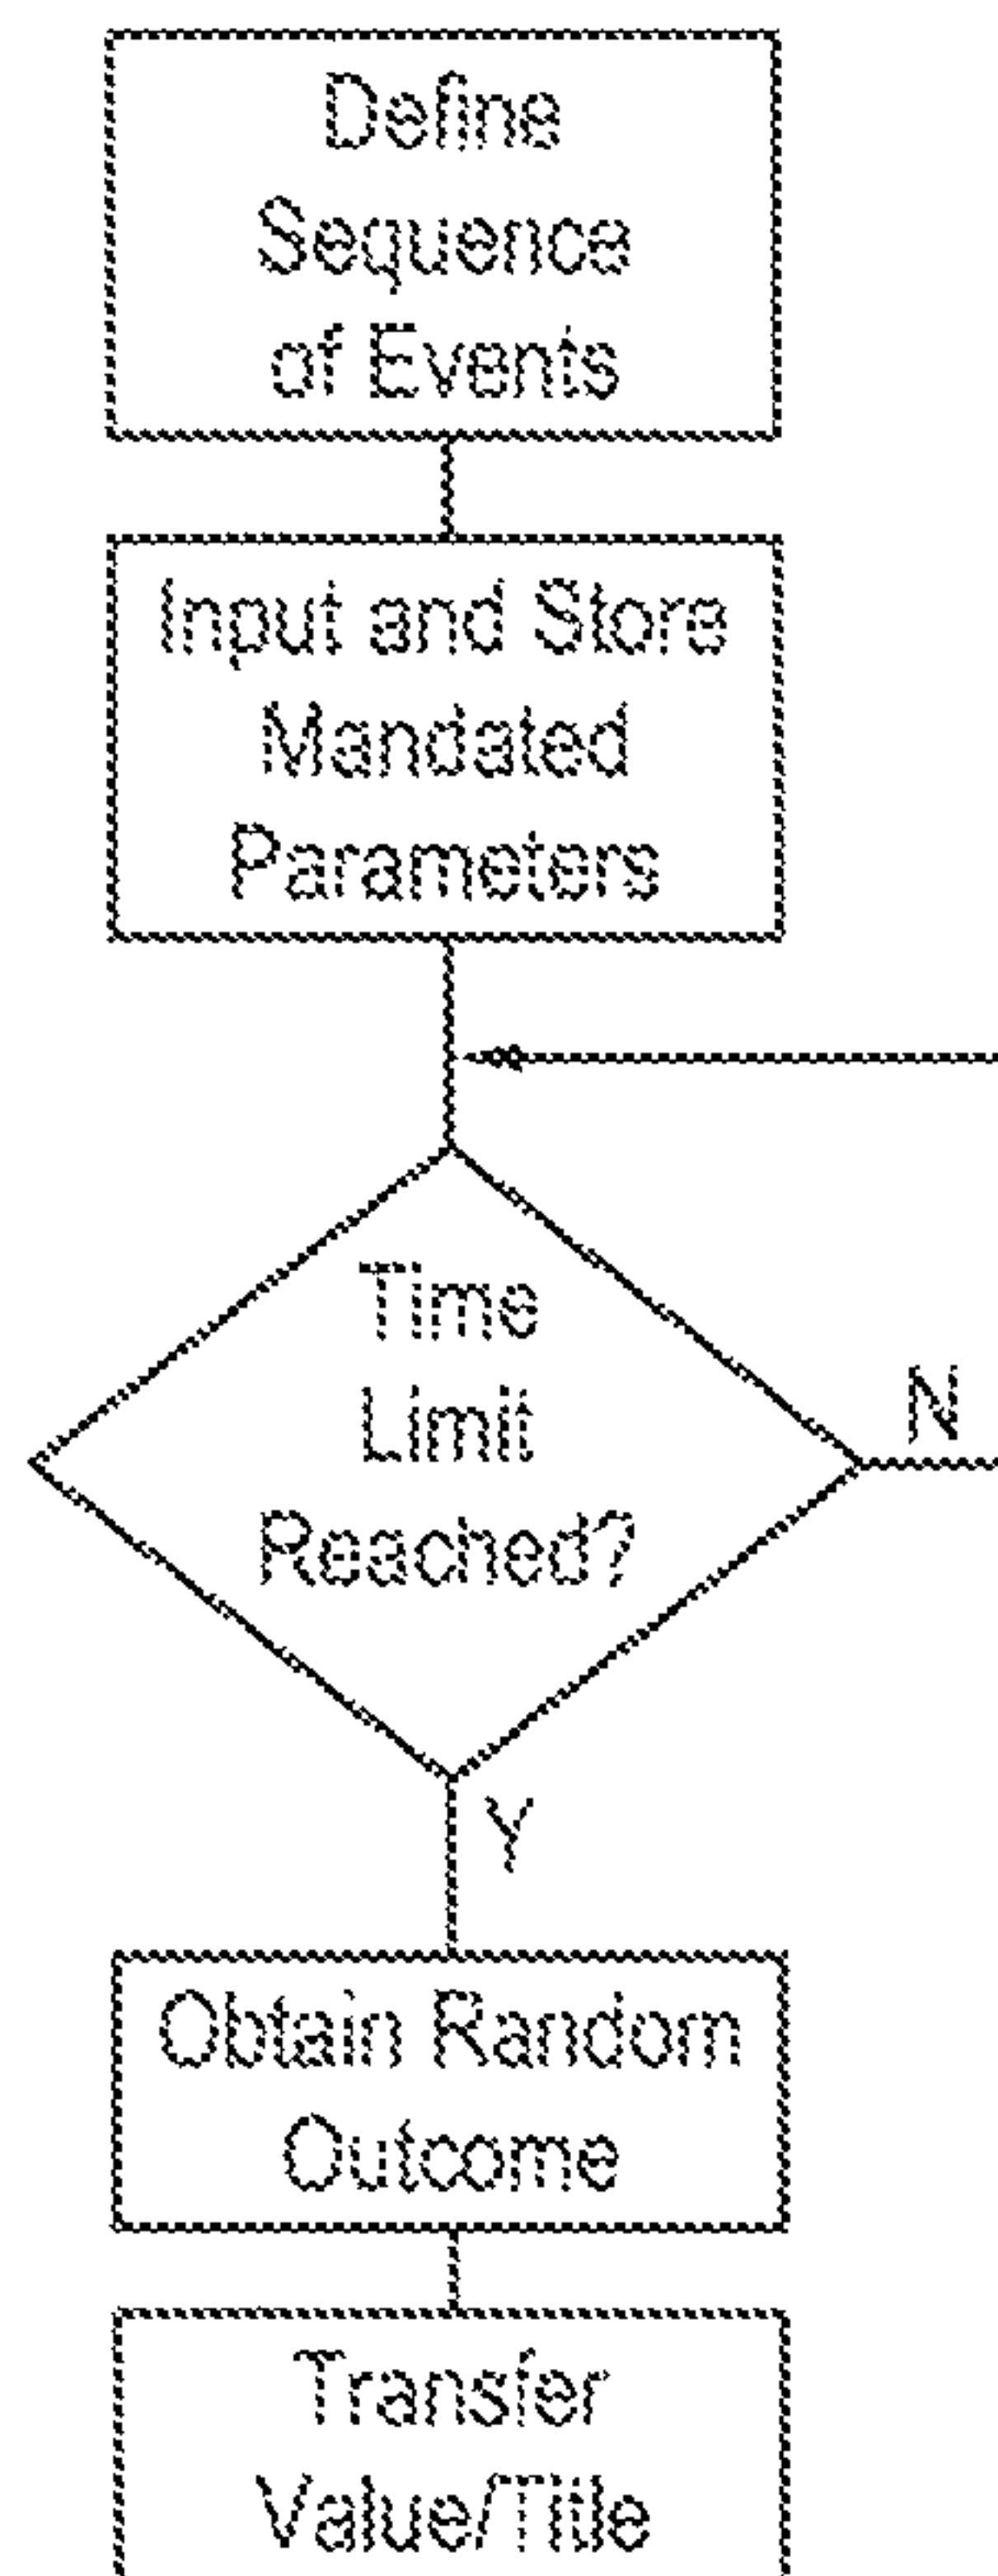 Define
Sequence
of Events
Input and Store
Mandated
Parameters
Time
Limit
Reached?
N
Y
Obtain Random
Outcome
Transfer
Value/Title